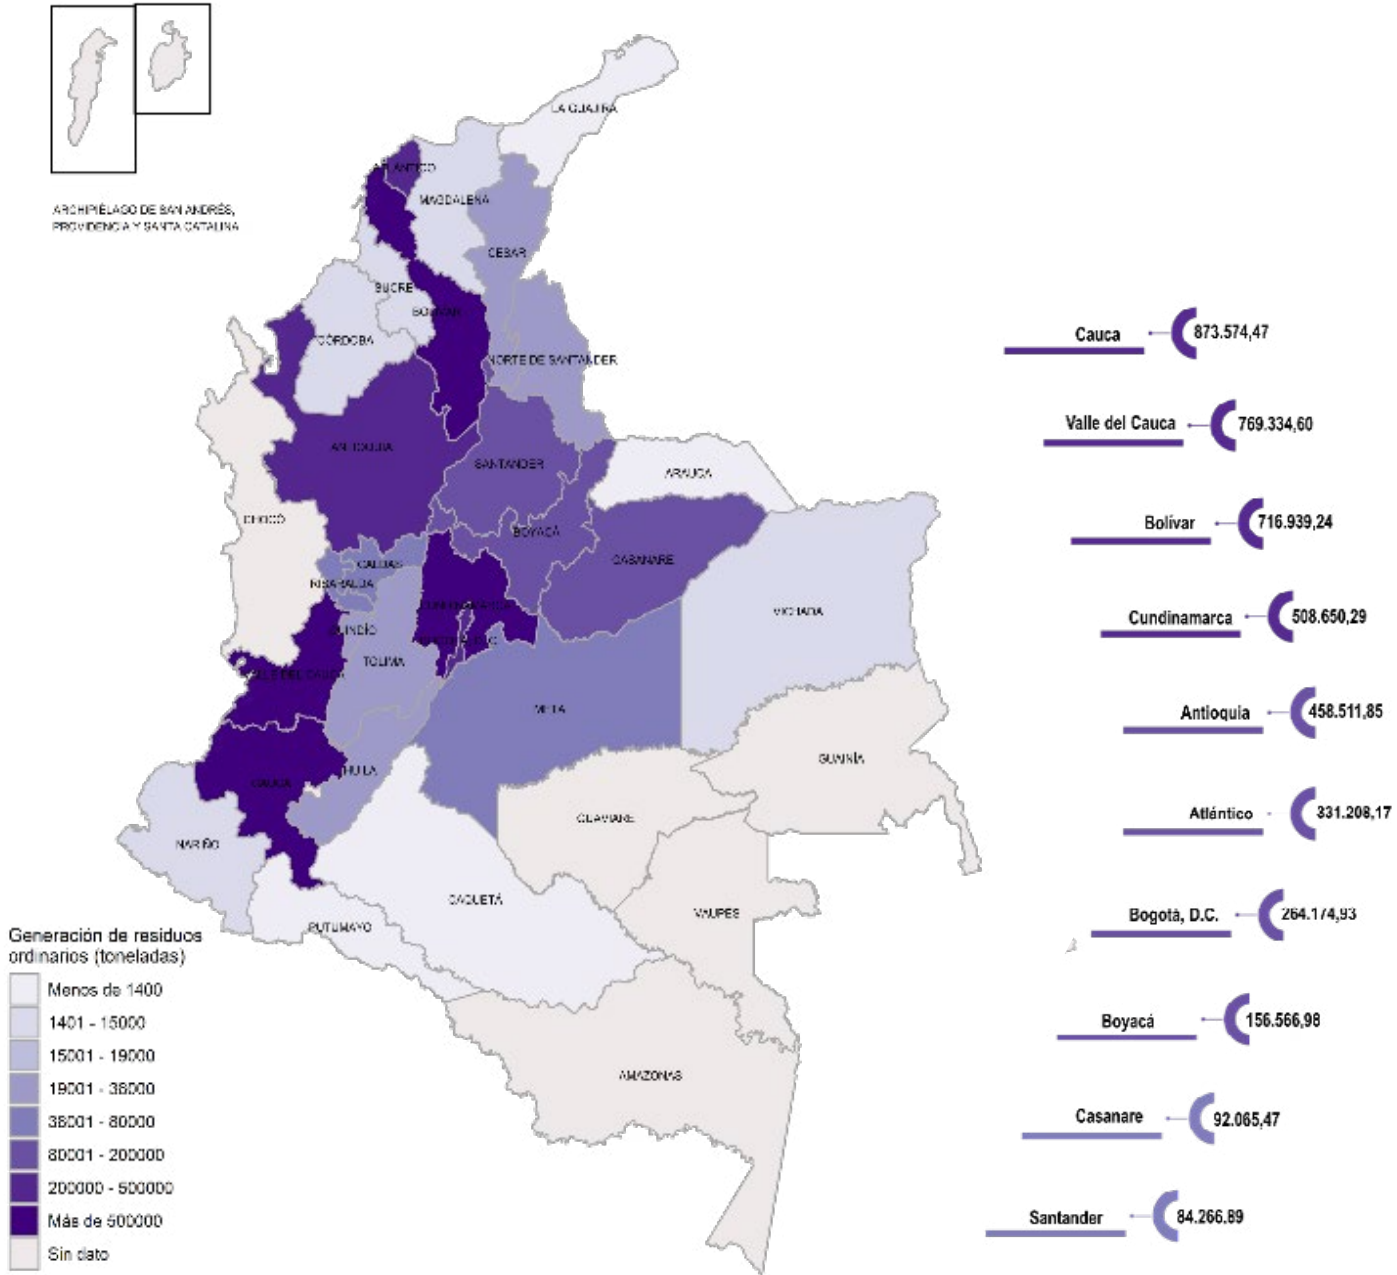 LA GUAJIRA
ATLÁNTICO
MAGDALENA
ARCHIPIÉLAGO DE SAN ANDRÉS,
PROVIDENCIA Y SANTA CATALINA
CESAR
SUCRE
BOLÍVAR
CÓRDOBA
NORTE DE SANTANDER
ANTIOQUIA
SANTANDER
ARAUCA
CHOCÓ
BOYACÁ
CASANARE
CALDAS
RISARALDA
CUNDINAMARCA
VICHADA
QUINDÍO
TOLIMA
VALLE DEL CAUCA
META
GUAINÍA
HUILA
CAUCA
GUAVIARE
NARIÑO
CAQUETÁ
VAUPÉS
PUTUMAYO
AMAZONAS
Generación de residuos
ordinarios (toneladas)
Menos de 1400
1401 - 15000
15001 - 19000
19001 - 38000
38001 - 80000
80001 - 200000
200000 - 500000
Más de 500000
Sin dato
Cauca 873.574,47
Valle del Cauca 769.334,60
Bolívar 716.939,24
Cundinamarca 508.650,29
Antioquia 458.511,85
Atlántico 331.208,17
Bogotá, D.C. 264.174,93
Boyacá 156.566,98
Casanare 92.065,47
Santander 84.266.89